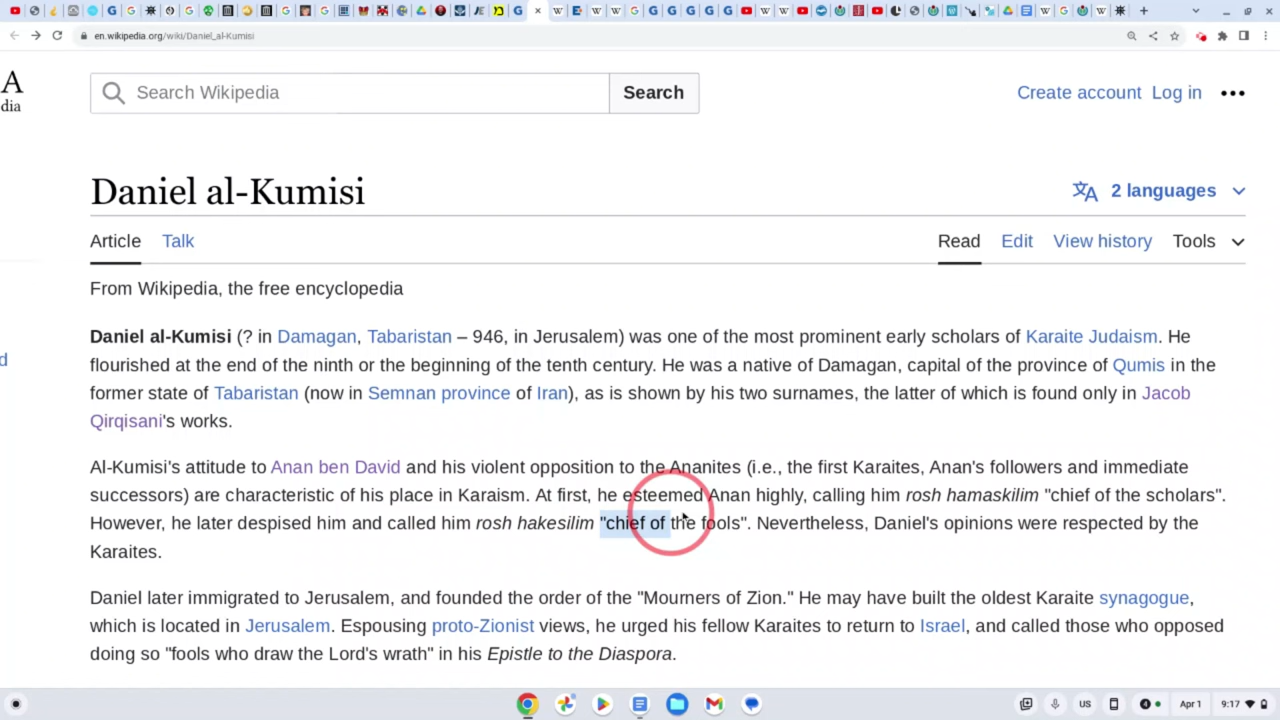 en.wikipedia.org/wiki/Daniel_al-Kumisi
A
dia
Search Wikipedia
Search
Create account Log in
Daniel al-Kumisi
2 languages
Article Talk
Read Edit View history Tools
From Wikipedia, the free encyclopedia
Daniel al-Kumisi (? in Damagan, Tabaristan – 946, in Jerusalem) was one of the most prominent early scholars of Karaite Judaism. He
flourished at the end of the ninth or the beginning of the tenth century. He was a native of Damagan, capital of the province of Qumis in the
d
former state of Tabaristan (now in Semnan province of Iran), as is shown by his two surnames, the latter of which is found only in Jacob
Qirqisani's works.
Al-Kumisi's attitude to Anan ben David and his violent opposition to the Ananites (i.e., the first Karaites, Anan's followers and immediate
successors) are characteristic of his place in Karaism. At first, he esteemed Anan highly, calling him rosh hamaskilim "chief of the scholars".
However, he later despised him and called him rosh hakesilim "chief of the fools". Nevertheless, Daniel's opinions were respected by the
Karaites.
Daniel later immigrated to Jerusalem, and founded the order of the "Mourners of Zion." He may have built the oldest Karaite synagogue,
which is located in Jerusalem. Espousing proto-Zionist views, he urged his fellow Karaites to return to Israel, and called those who opposed
doing so "fools who draw the Lord's wrath" in his Epistle to the Diaspora.
US
Apr 1
9:17